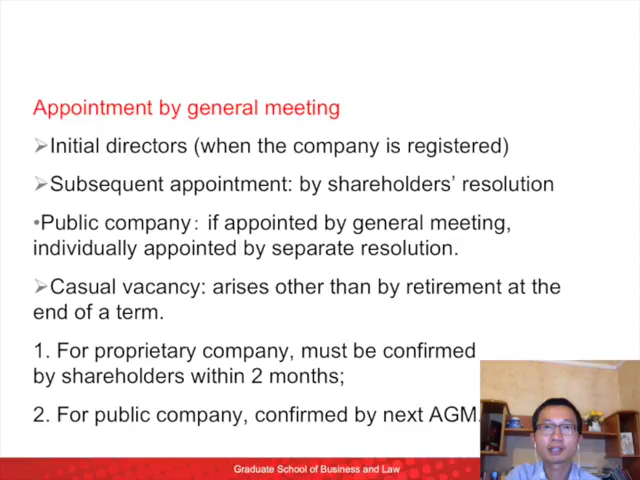 Appointment by general meeting
➢Initial directors (when the company is registered)
➢Subsequent appointment: by shareholders’ resolution
•Public company： if appointed by general meeting,
individually appointed by separate resolution.
➢Casual vacancy: arises other than by retirement at the
end of a term.
1. For proprietary company, must be confirmed
by shareholders within 2 months;
2. For public company, confirmed by next AGM.
Graduate School of Business and Law